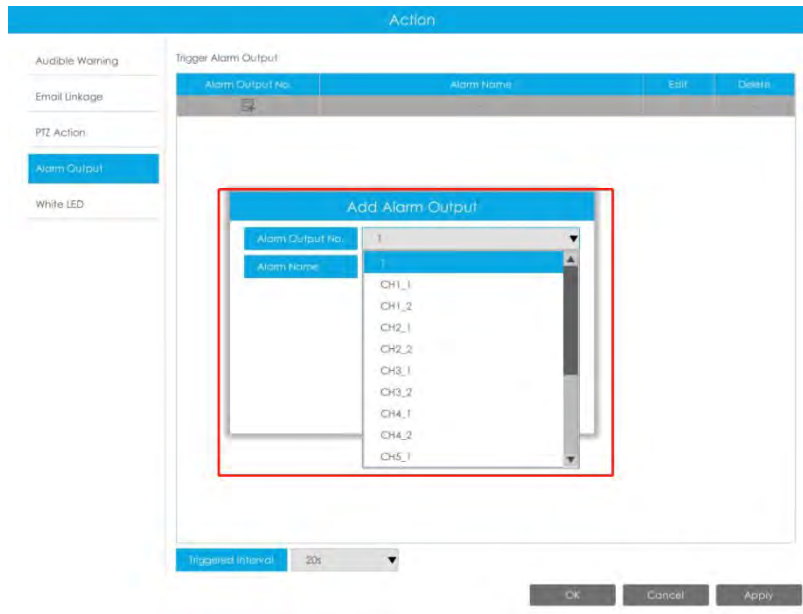 Action
Audible Warning
Email Linkage
PTZ Action
Alarm Output
White LED
Trigger Alarm Output
Alarm Output No. Alarm Name Edit Delete
Add Alarm Output
Alarm Output No. 1
Alarm Name
1
CH1_1
CH1_2
CH2_1
CH2_2
CH3_1
CH3_2
CH4_1
CH4_2
CH5_1
Triggered Interval 20s
OK Cancel Apply